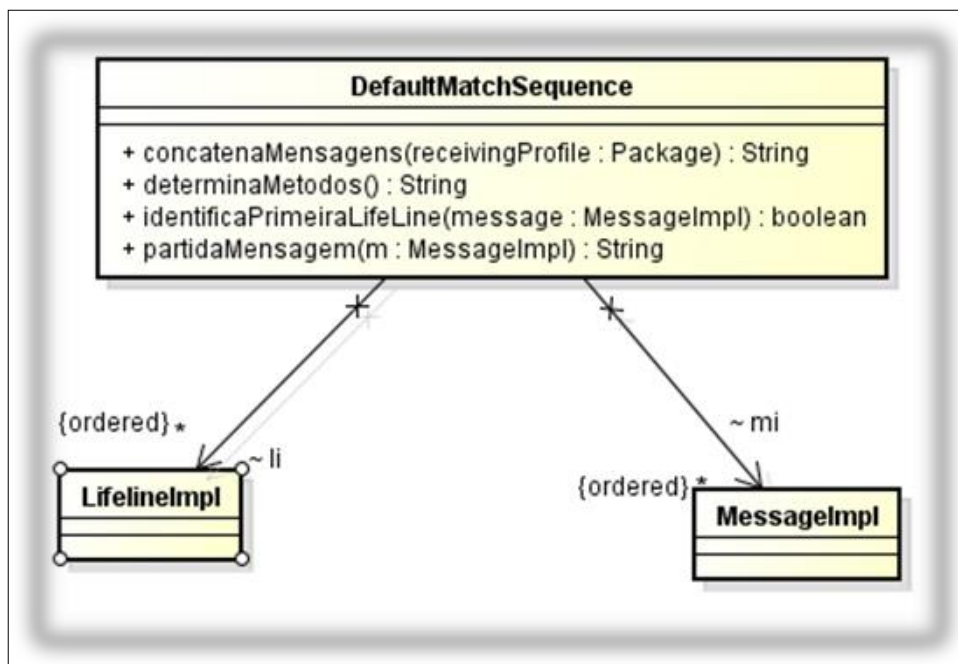 DefaultMatchSequence
+ concatenaMensagens(receivingProfile : Package) : String
+ determinaMetodos() : String
+ identificaPrimeiraLifeLine(message : MessageImpl) : boolean
+ partidaMensagem(m : MessageImpl) : String
{ordered} *
~ li
LifelineImpl
~ mi
{ordered} *
MessageImpl